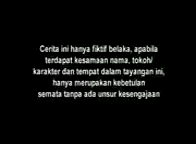 Cerita ini hanya fiktif belaka, apabila
terdapat kesamaan nama, tokoh/
karakter dan tempat dalam tayangan ini,
hanya merupakan kebetulan
semata tanpa ada unsur kesengajaan